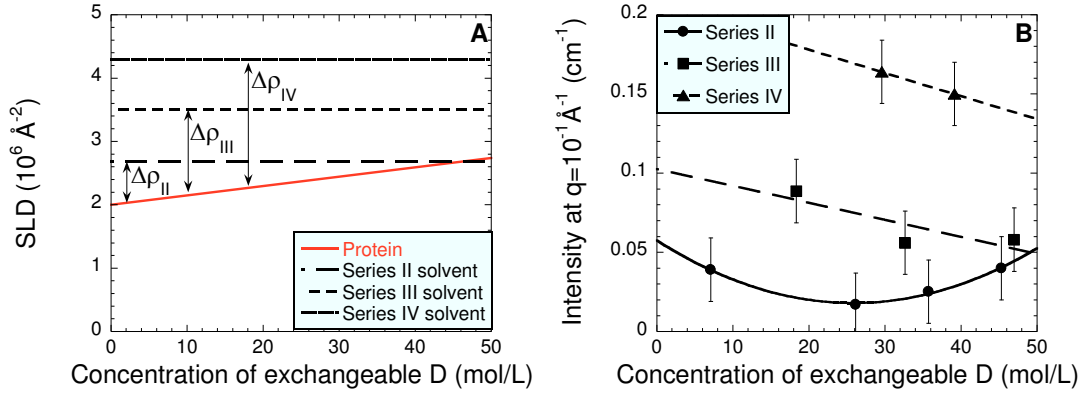 A
5
4
3
2
1
0
SLD (10⁶ Å⁻²)
Δρ_IV
Δρ_III
Δρ_II
Protein
Series II solvent
Series III solvent
Series IV solvent
0 10 20 30 40 50
Concentration of exchangeable D (mol/L)
B
0.2
0.15
0.1
0.05
0
Intensity at q=10⁻¹Å⁻¹ (cm⁻¹)
Series II
Series III
Series IV
0 10 20 30 40 50
Concentration of exchangeable D (mol/L)